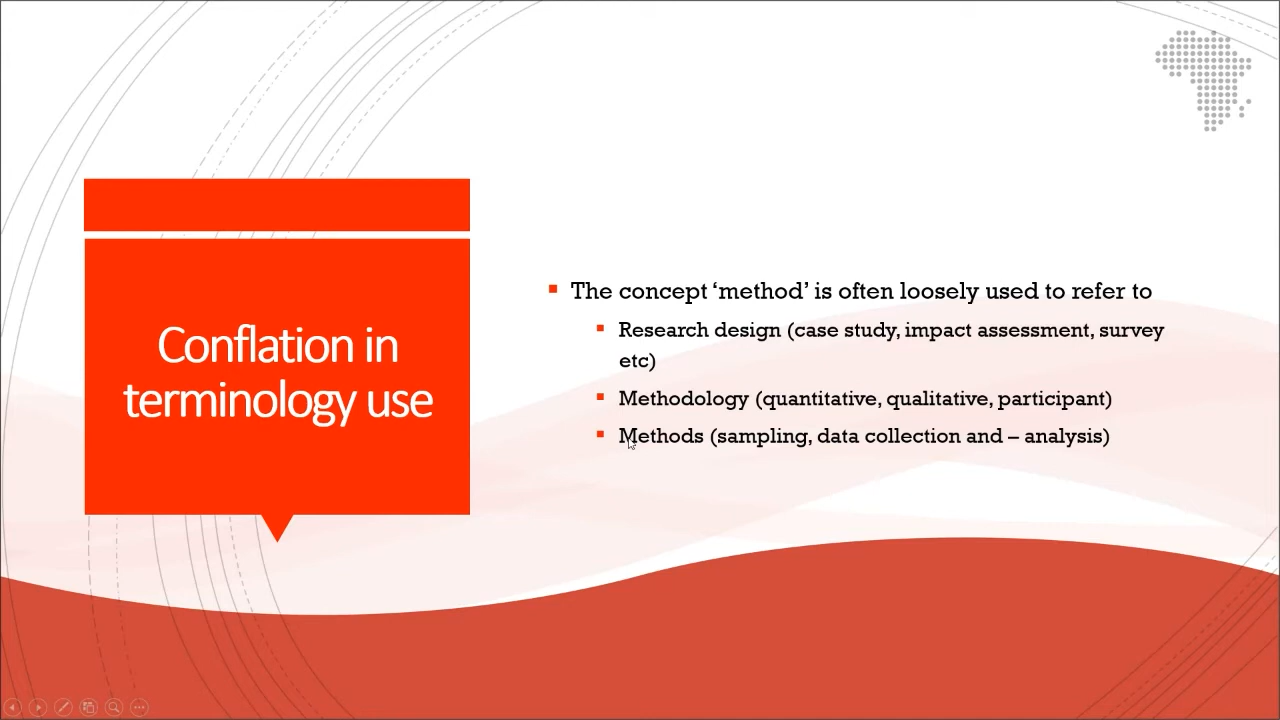 Conflation in
terminology use
The concept ‘method’ is often loosely used to refer to
Research design (case study, impact assessment, survey
etc)
Methodology (quantitative, qualitative, participant)
Methods (sampling, data collection and – analysis)